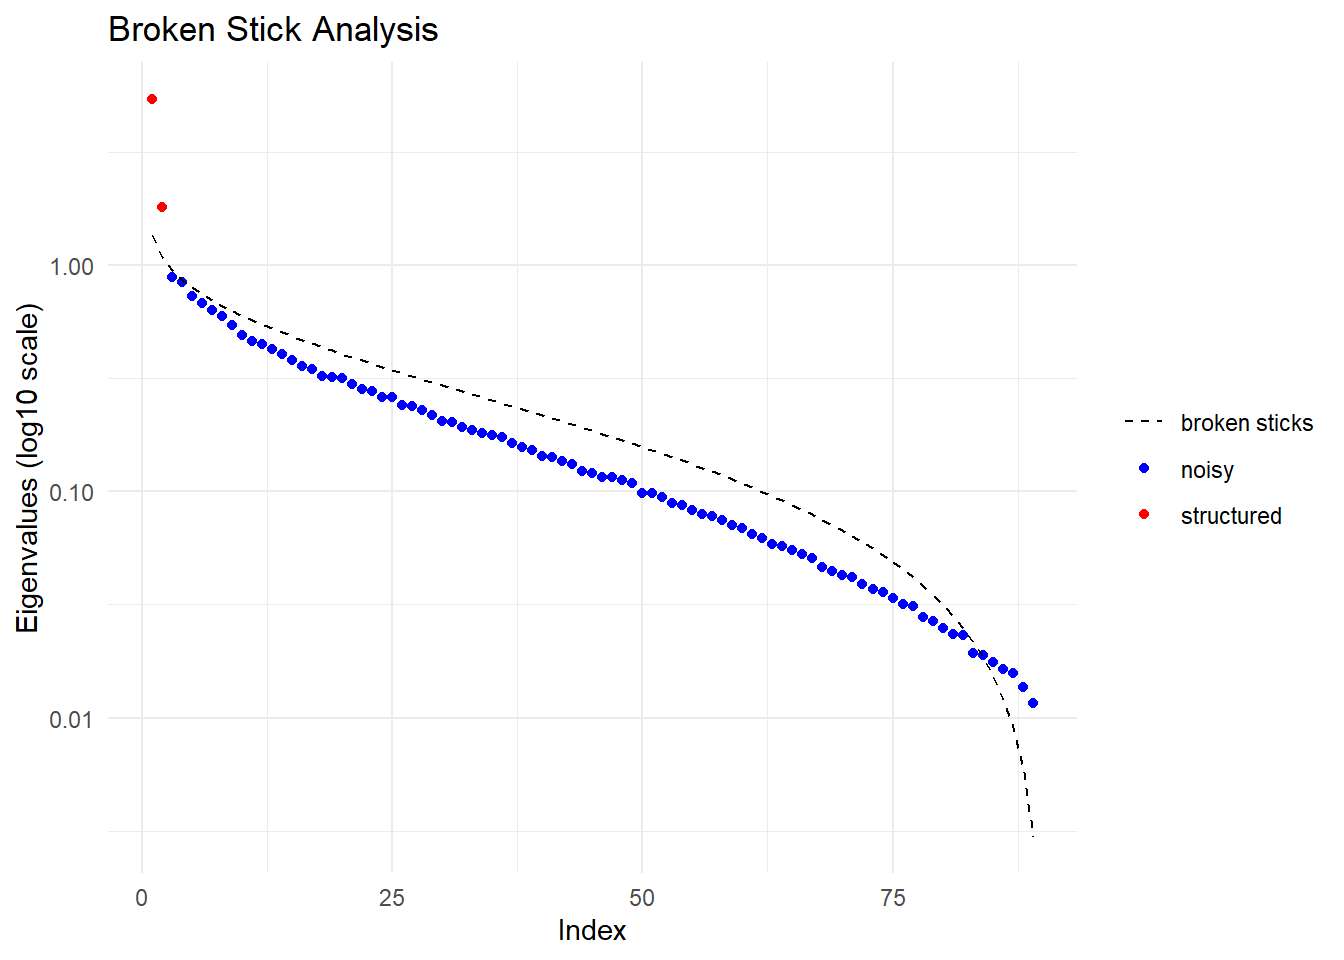 Broken Stick Analysis
Eigenvalues (log10 scale)
1.00
0.10
0.01
0
25
50
75
Index
broken sticks
noisy
structured